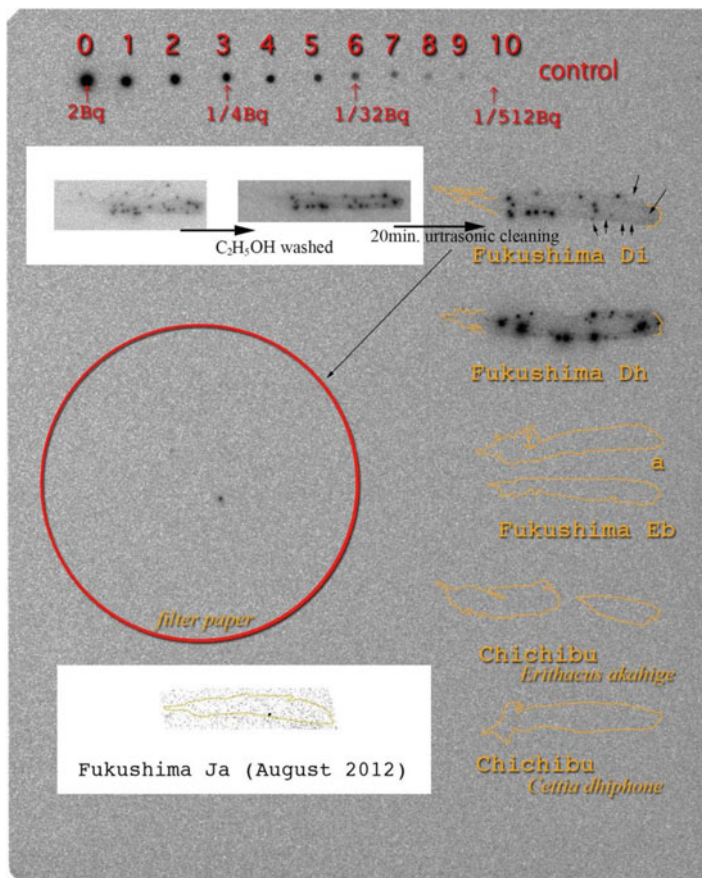 0 1 2 3 4 5 6 7 8 9 10
control
2Bq 1/4Bq 1/32Bq 1/512Bq
C₂H₅OH washed
20min. urtrasonic cleaning
Fukushima Di
Fukushima Dh
a
Fukushima Eb
filter paper
Chichibu
Erithacus akahige
Fukushima Ja (August 2012)
Chichibu
Cettia dhiphone